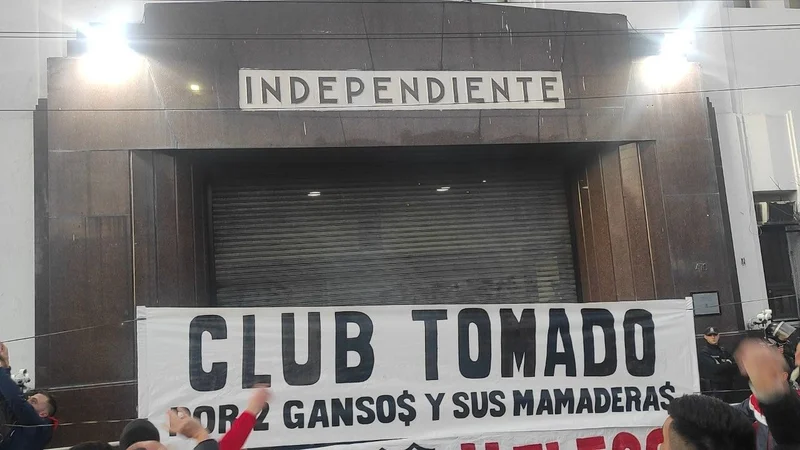 INDEPENDIENTE
CLUB TOMADO
POR 2 GANSO$ Y SUS MAMADERA$